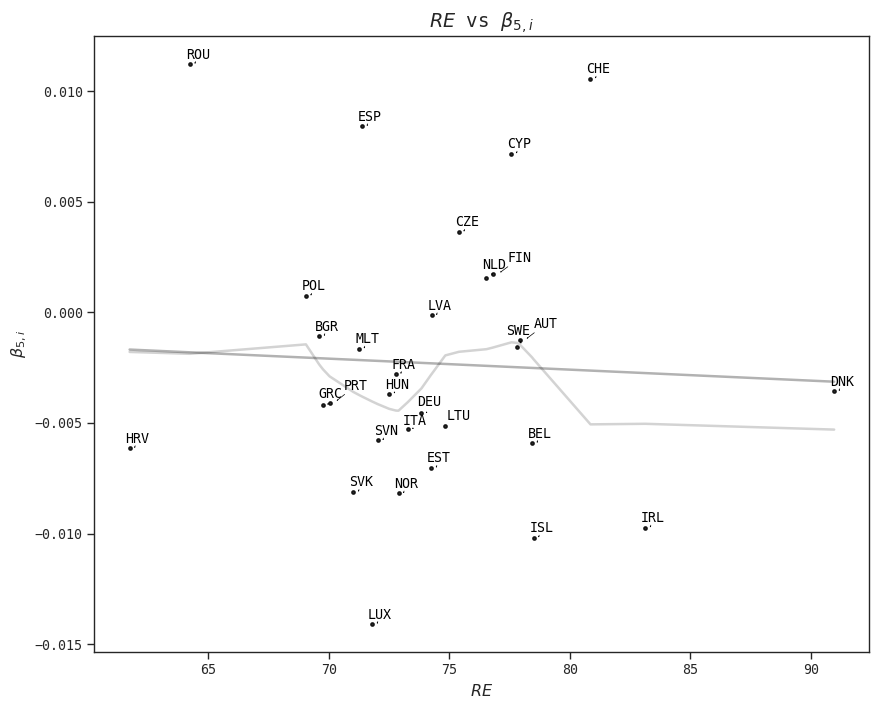 RE vs β5,i
ROU
CHE
0.010
ESP
CYP
0.005
CZE
FIN
NLD
POL
LVA
0.000
AUT
BGR
SWE
MLT
β5,i
FRA
DNK
HUN
PRT
GRC
DEU
LTU
−0.005
ITA
SVN
BEL
HRV
EST
SVK
NOR
IRL
ISL
−0.010
LUX
−0.015
65 70 75 80 85 90
RE